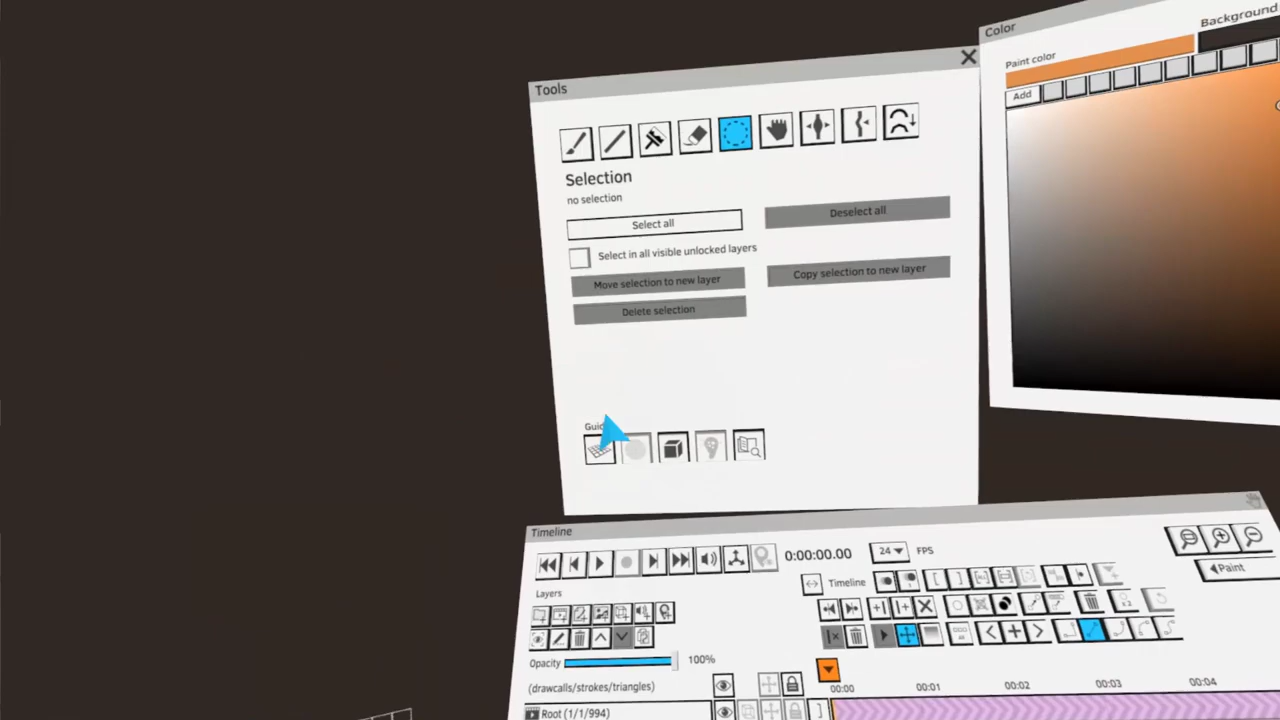 Color
Background
Paint color
Add
Tools
Selection
no selection
Select all
Deselect all
Select in all visible unlocked layers
Move selection to new layer
Copy selection to new layer
Delete selection
Timeline
0:00:00.00
24
FPS
Layers
Timeline
Paint
x2
Opacity
100%
(drawcalls/strokes/triangles)
00:00
00:01
00:02
00:03
00:04
Root (1/1/994)